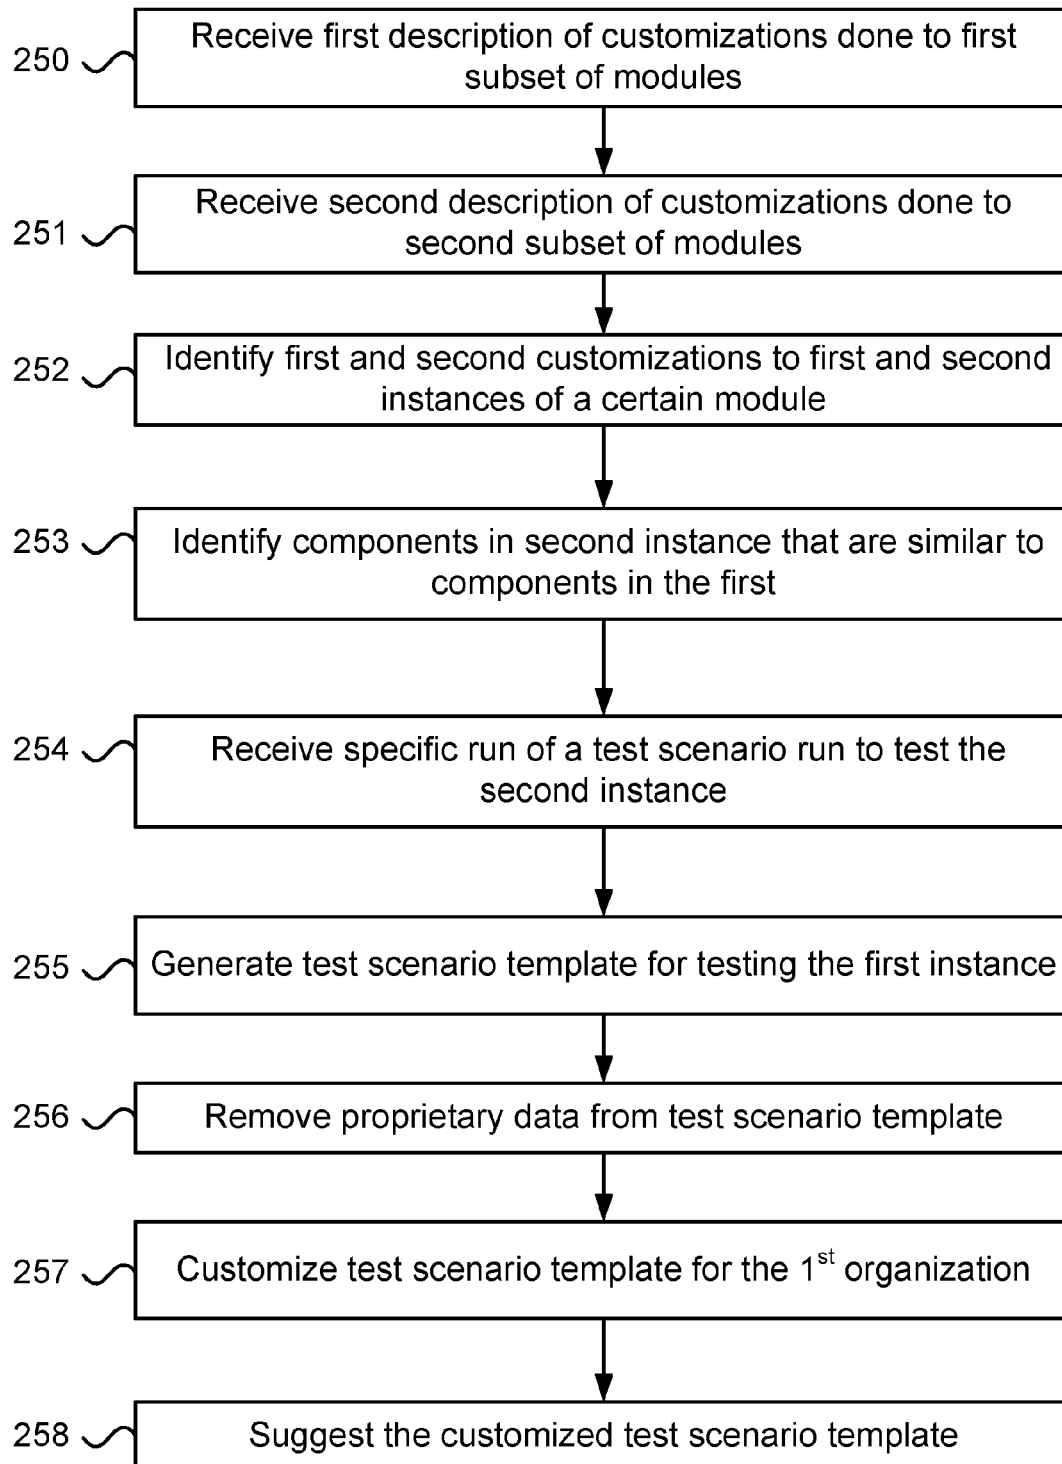 250
Receive first description of customizations done to first
subset of modules
251
Receive second description of customizations done to
second subset of modules
252
Identify first and second customizations to first and second
instances of a certain module
253
Identify components in second instance that are similar to
components in the first
254
Receive specific run of a test scenario run to test the
second instance
255
Generate test scenario template for testing the first instance
256
Remove proprietary data from test scenario template
257
Customize test scenario template for the 1st organization
258
Suggest the customized test scenario template